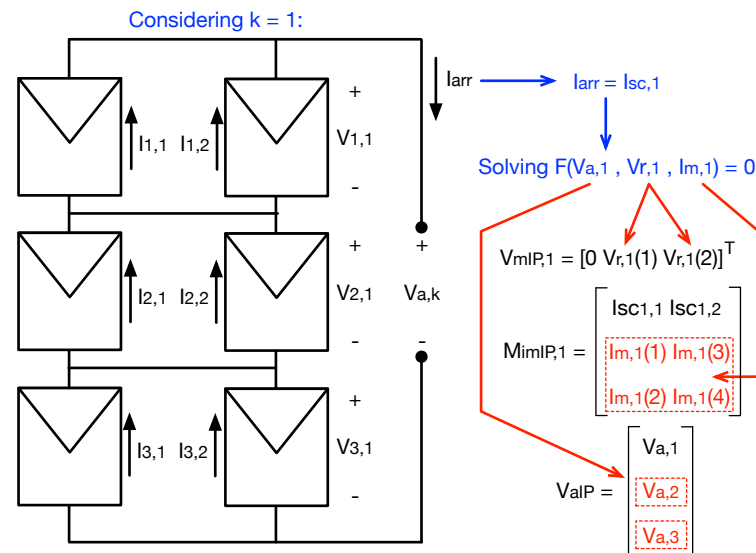 Considering k = 1:
Iarr
Iarr = Isc,1
+
I1,1 I1,2 V1,1
-
Solving F(Va,1 , Vr,1 , Im,1) = 0
+ +
VmIP,1 = [0 Vr,1(1) Vr,1(2)]T
I2,1 I2,2 V2,1 Va,k
- -
Isc1,1 Isc1,2
MimIP,1 = Im,1(1) Im,1(3)
Im,1(2) Im,1(4)
+
I3,1 I3,2 V3,1
-
Va,1
VaIP = Va,2
Va,3